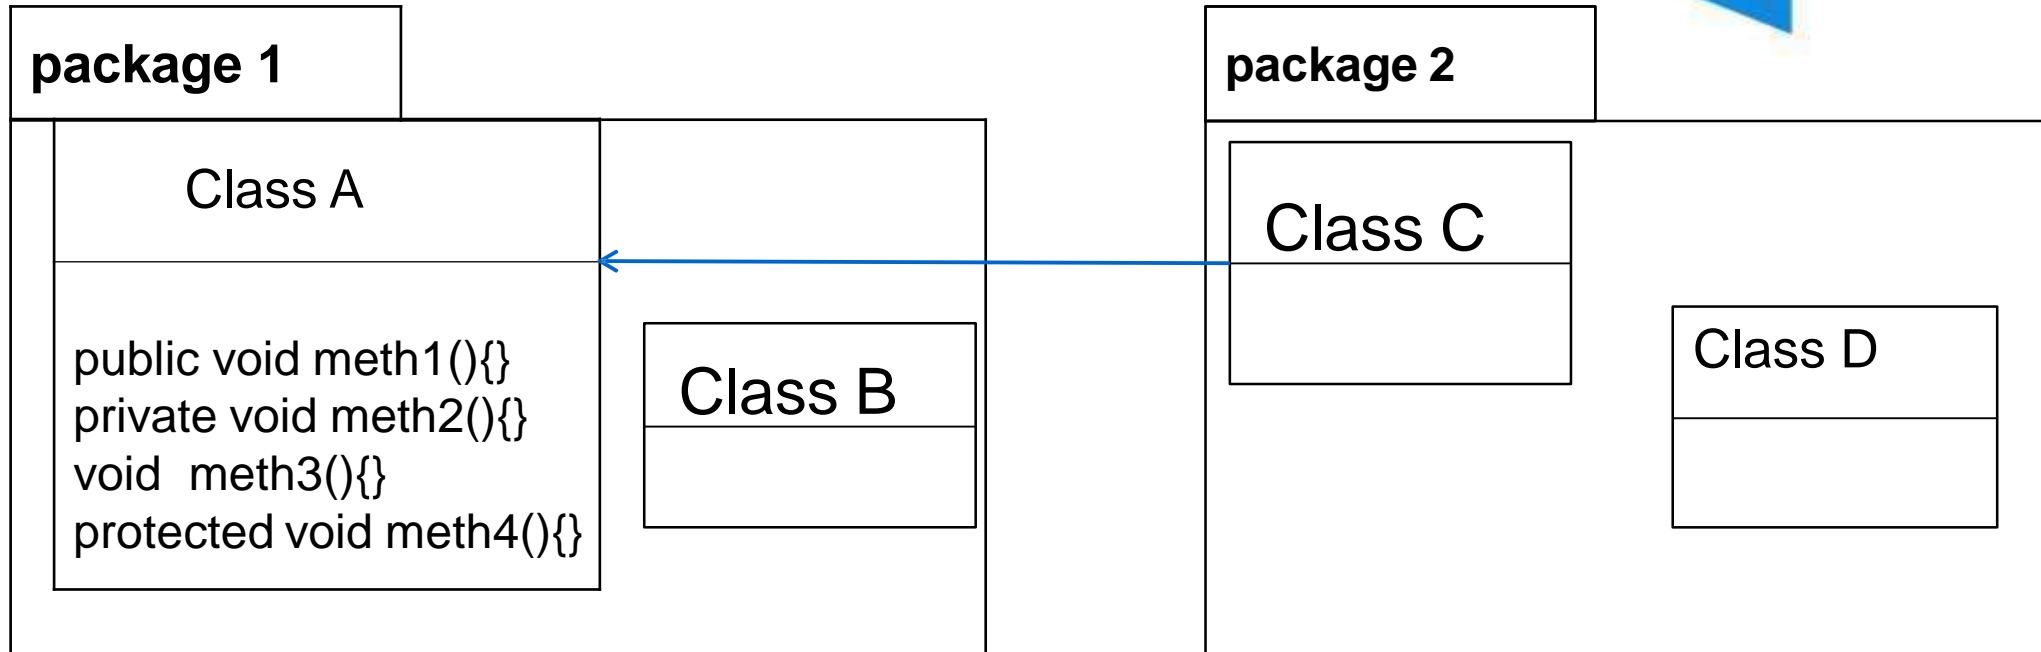 package 1
package 2
Class A
public void meth1(){}
private void meth2(){}
void  meth3(){}
protected void meth4(){}
Class B
Class C
Class D